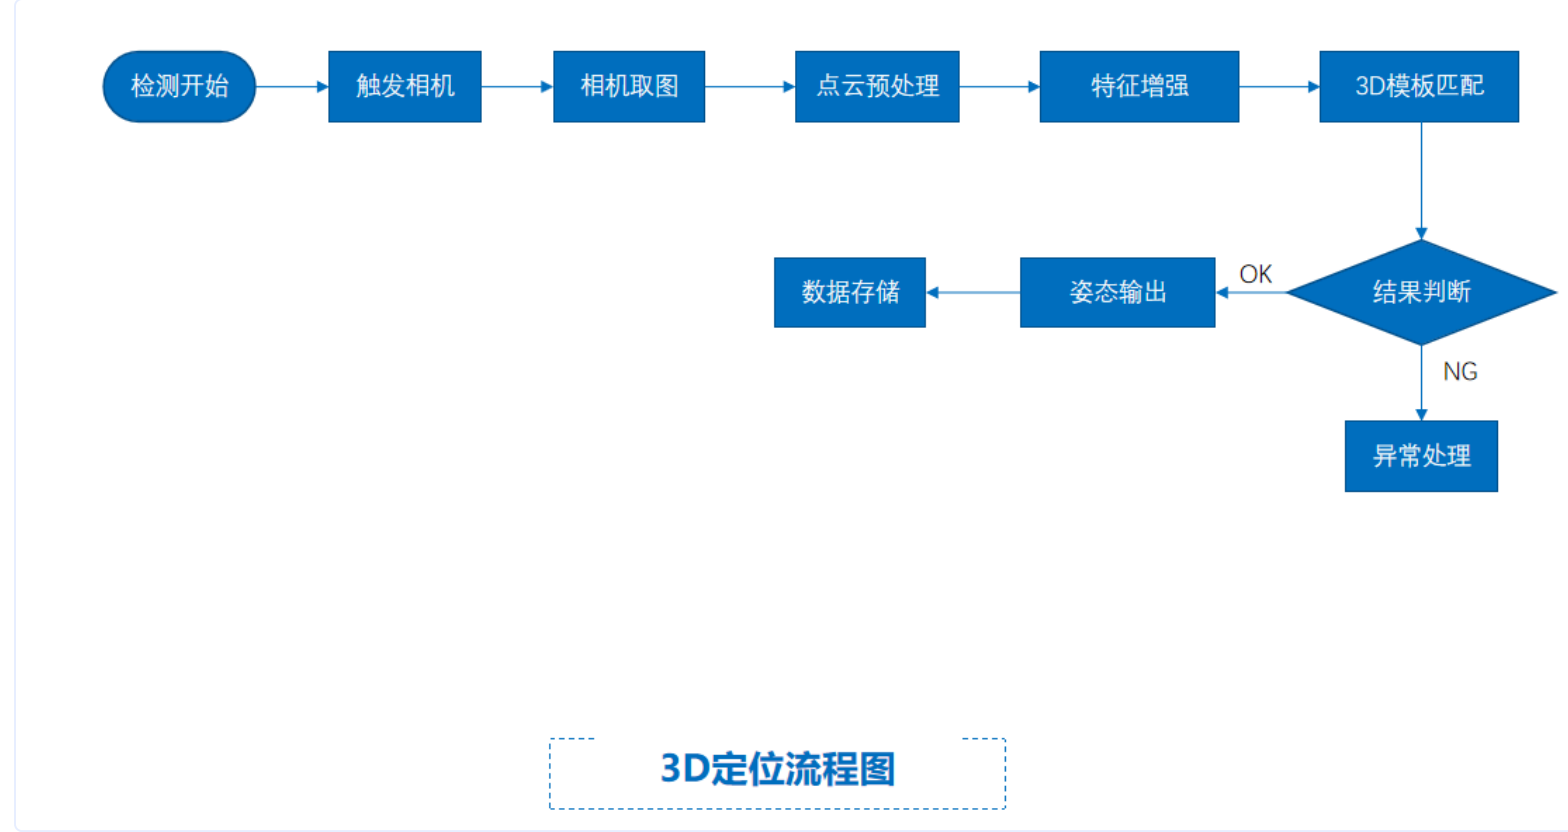 检测开始
触发相机
相机取图
点云预处理
特征增强
3D模板匹配
结果判断
OK
姿态输出
数据存储
NG
异常处理
3D定位流程图